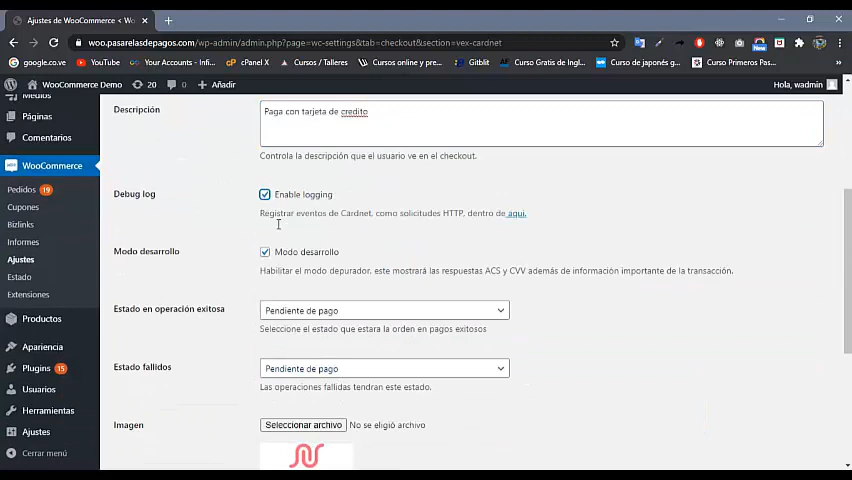 Ajustes de WooCommerce < Wo
woo.pasarelasdepagos.com/wp-admin/admin.php?page=wc-settings&tab=checkout&section=vex-cardnet
google.co.ve
YouTube
Your Accounts - Infi...
cPanel X
Cursos / Talleres
Cursos online y pre...
Gitblit
Curso Gratis de Ingl...
Curso de japonés g...
Curso Primeros Pas...
WooCommerce Demo
20
0
Añadir
Hola, wadmin
Medios
Páginas
Comentarios
WooCommerce
Pedidos 19
Cupones
Bizlinks
Informes
Ajustes
Estado
Extensiones
Productos
Apariencia
Plugins 15
Usuarios
Herramientas
Ajustes
Cerrar menú
Descripción
Paga con tarjeta de credito
Controla la descripción que el usuario ve en el checkout.
Debug log
Enable logging
Registrar eventos de Cardnet, como solicitudes HTTP, dentro de aqui.
Modo desarrollo
Modo desarrollo
Habilitar el modo depurador, este mostrará las respuestas ACS y CVV además de información importante de la transacción.
Estado en operación exitosa
Pendiente de pago
Seleccione el estado que estara la orden en pagos exitosos
Estado fallidos
Pendiente de pago
Las operaciones fallidas tendran este estado.
Imagen
Seleccionar archivo No se eligió archivo